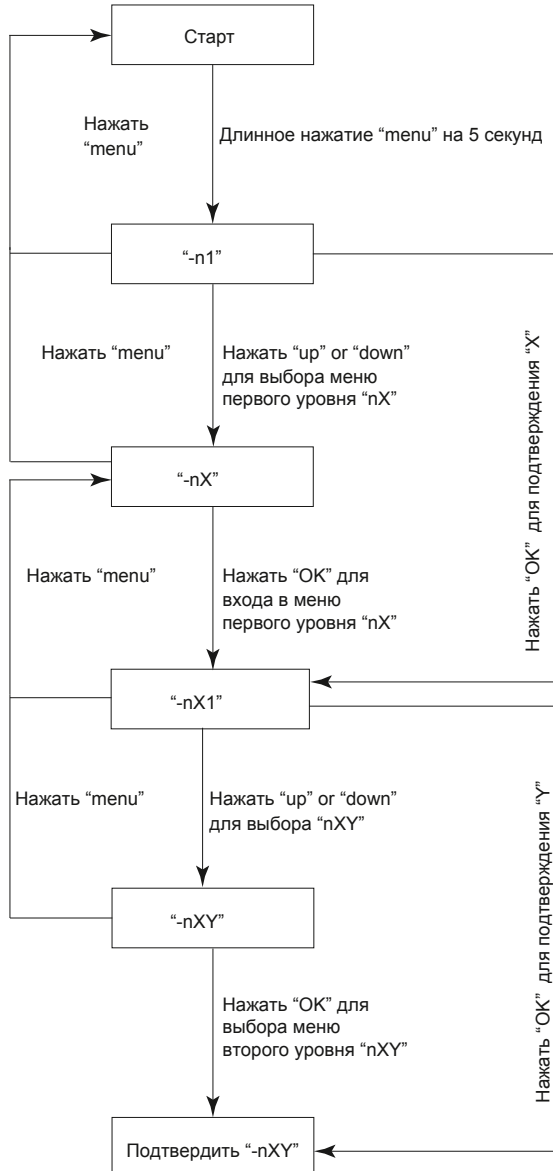 Старт
Нажать
“menu”
Длинное нажатие “menu” на 5 секунд
“-n1”
Нажать “menu”
Нажать “up” or “down”
для выбора меню
первого уровня “nX”
Нажать “OK” для подтверждения “X”
“-nX”
Нажать “menu”
Нажать “OK” для
входа в меню
первого уровня “nX”
“-nX1”
Нажать “menu”
Нажать “up” or “down”
для выбора “nXY”
Нажать “OK” для подтверждения “Y”
“-nXY”
Нажать “OK” для
выбора меню
второго уровня “nXY”
Подтвердить “-nXY”